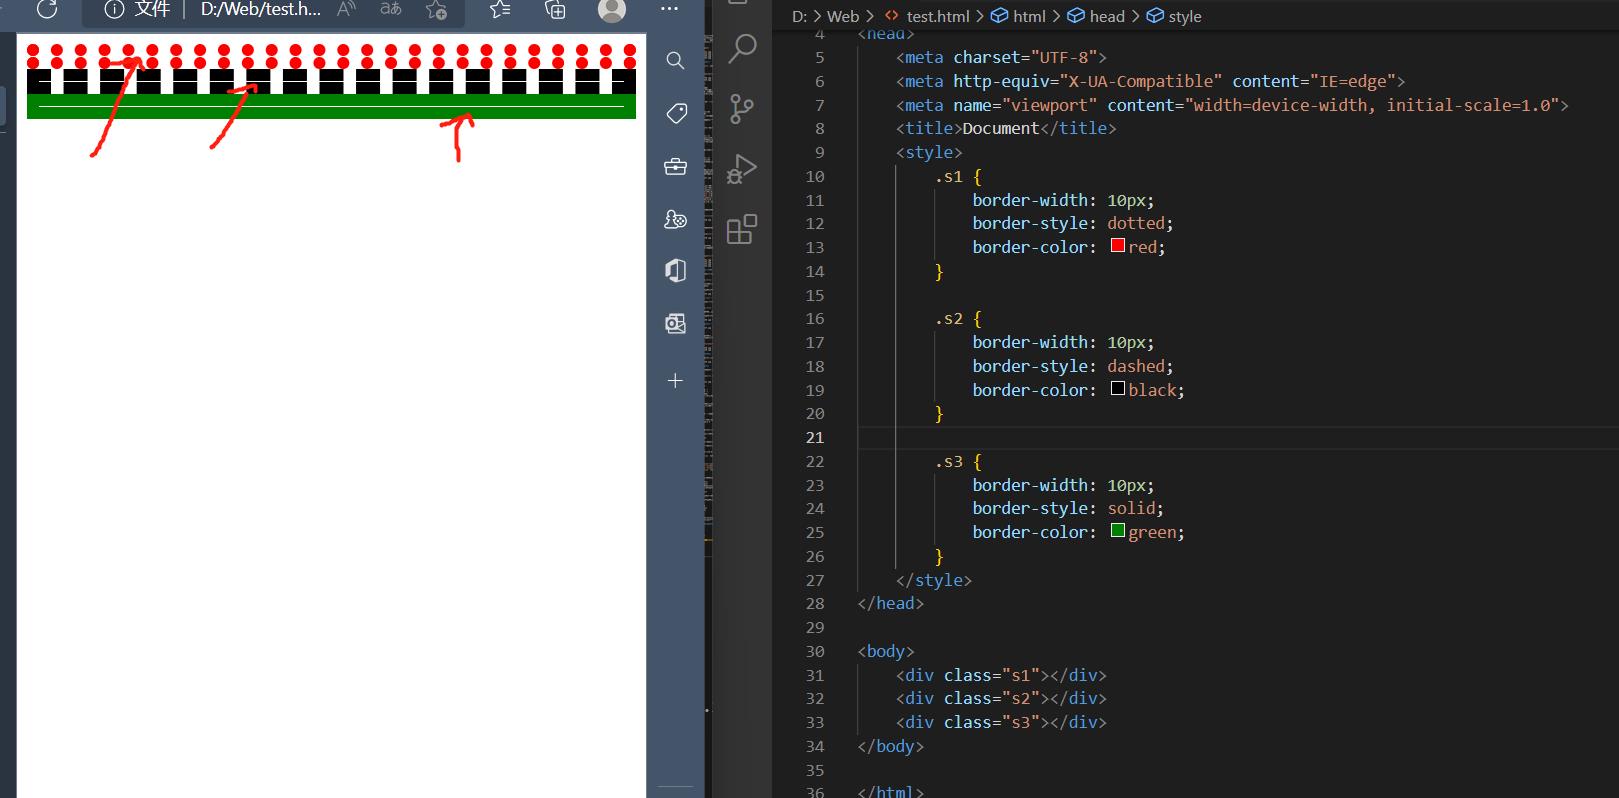 文件
D:/Web/test.h...
A
aあ
D: > Web > <> test.html > html > head > style
4 <head>
5 <meta charset="UTF-8">
6 <meta http-equiv="X-UA-Compatible" content="IE=edge">
7 <meta name="viewport" content="width=device-width, initial-scale=1.0">
8 <title>Document</title>
9 <style>
10 .s1 {
11 border-width: 10px;
12 border-style: dotted;
13 border-color: red;
14 }
15
16 .s2 {
17 border-width: 10px;
18 border-style: dashed;
19 border-color: black;
20 }
21
22 .s3 {
23 border-width: 10px;
24 border-style: solid;
25 border-color: green;
26 }
27 </style>
28 </head>
29
30 <body>
31 <div class="s1"></div>
32 <div class="s2"></div>
33 <div class="s3"></div>
34 </body>
35
36 </html>